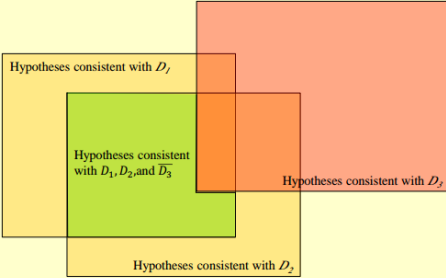 Hypotheses consistent with D₁
Hypotheses consistent
with D₁, D₂,and D̅₃̅
Hypotheses consistent with D₃
Hypotheses consistent with D₂